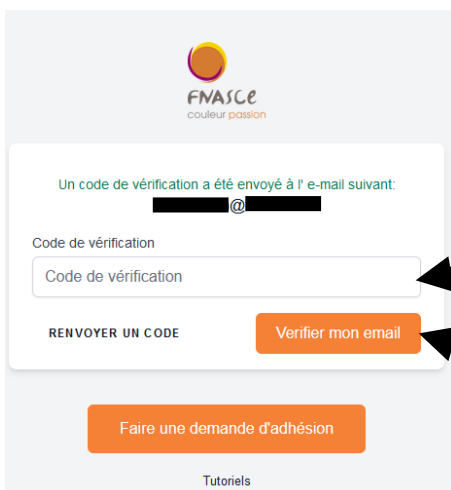 FNASCE
couleur passion
Un code de vérification a été envoyé à l' e-mail suivant:
@
Code de vérification
Code de vérification
RENVOYER UN CODE
Verifier mon email
Faire une demande d'adhésion
Tutoriels